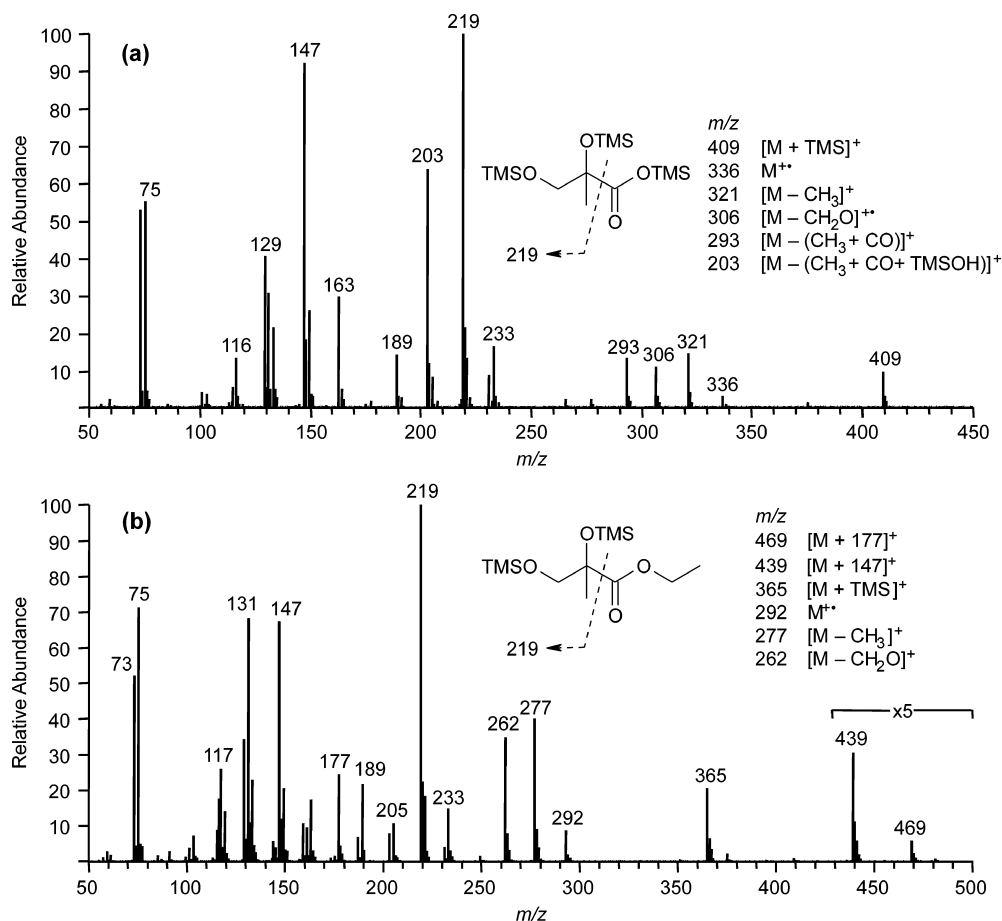 (a)
Relative Abundance
100
90
80
70
60
50
40
30
20
10
75
116
129
147
163
189
203
219
233
293
306
321
336
409
OTMS
TMSO
OTMS
O
219
m/z
409 [M + TMS]⁺
336 M⁺•
321 [M – CH₃]⁺
306 [M – CH₂O]⁺•
293 [M – (CH₃ + CO)]⁺
203 [M – (CH₃ + CO+ TMSOH)]⁺
50 100 150 200 250 300 350 400 450
m/z
(b)
Relative Abundance
100
90
80
70
60
50
40
30
20
10
73
75
117
131
147
177
189
205
219
233
262
277
292
365
439
469
x5
OTMS
TMSO
O
O
219
m/z
469 [M + 177]⁺
439 [M + 147]⁺
365 [M + TMS]⁺
292 M⁺•
277 [M – CH₃]⁺
262 [M – CH₂O]⁺
50 100 150 200 250 300 350 400 450 500
m/z